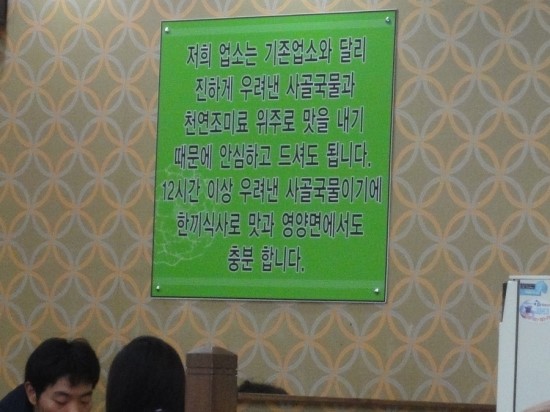 저희 업소는 기존업소와 달리
진하게 우려낸 사골국물과
천연조미료 위주로 맛을 내기
때문에 안심하고 드셔도 됩니다.
12시간 이상 우려낸 사골국물이기에
한끼식사로 맛과 영양면에서도
충분 합니다.